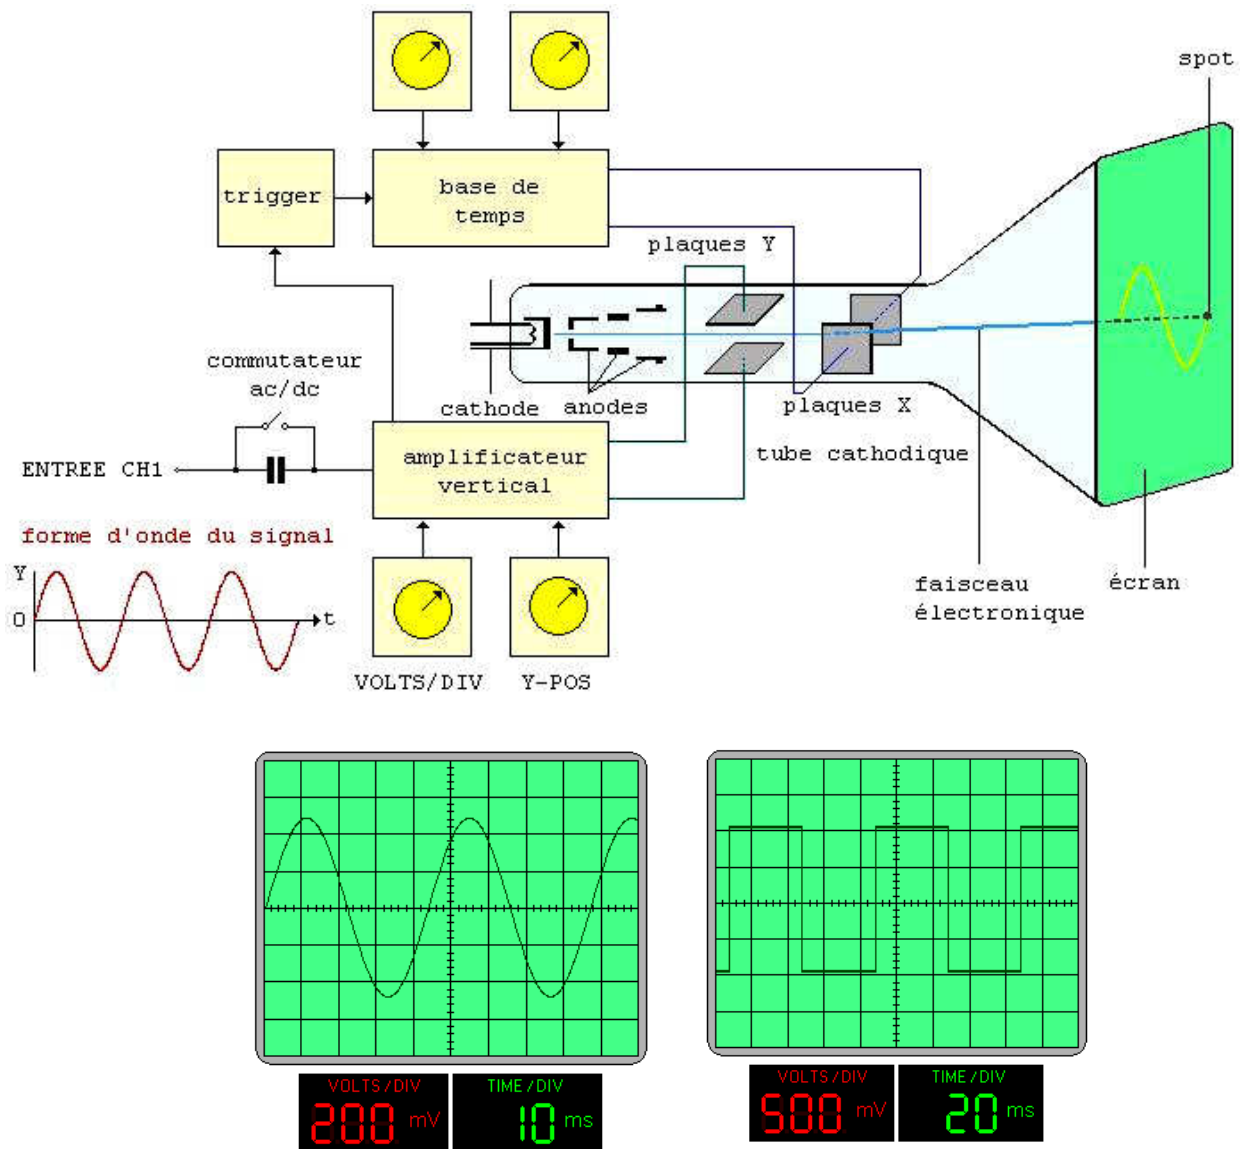 spot
trigger
base de
temps
plaques Y
commutateur
ac/dc
cathode
anodes
plaques X
tube cathodique
ENTREE CH1
amplificateur
vertical
forme d'onde du signal
Y
O
t
faisceau
électronique
écran
VOLTS/DIV
Y-POS
VOLTS/DIV
200 mV
TIME/DIV
10 ms
VOLTS/DIV
500 mV
TIME/DIV
20 ms